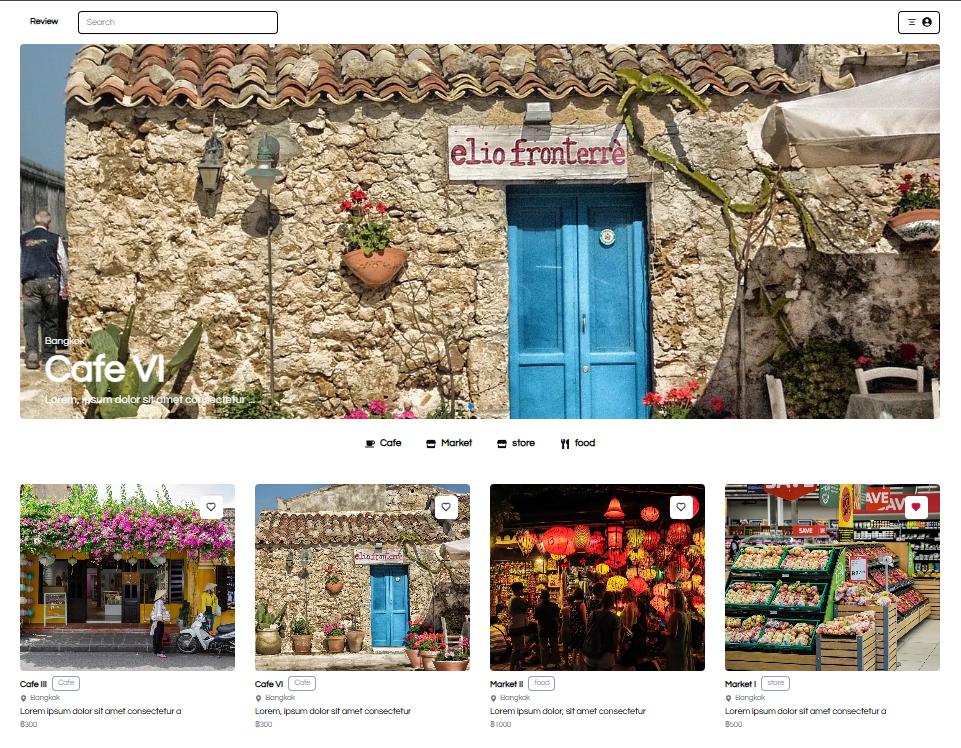 Review
Search
elio fronterrè
Bangkok
Cafe VI
Lorem, ipsum dolor sit amet consectetur ...
Cafe
Market
store
food
elio fronterrè
SAVE
SAVE
SAVE
Cafe III
Cafe
Bangkok
Lorem ipsum dolor sit amet consectetur a
฿300
Cafe VI
Cafe
Bangkok
Lorem, ipsum dolor sit amet consectetur
฿300
Market II
food
Bangkok
Lorem ipsum dolor, sit amet consectetur
฿1000
Market I
store
Bangkok
Lorem ipsum dolor sit amet consectetur a
฿500